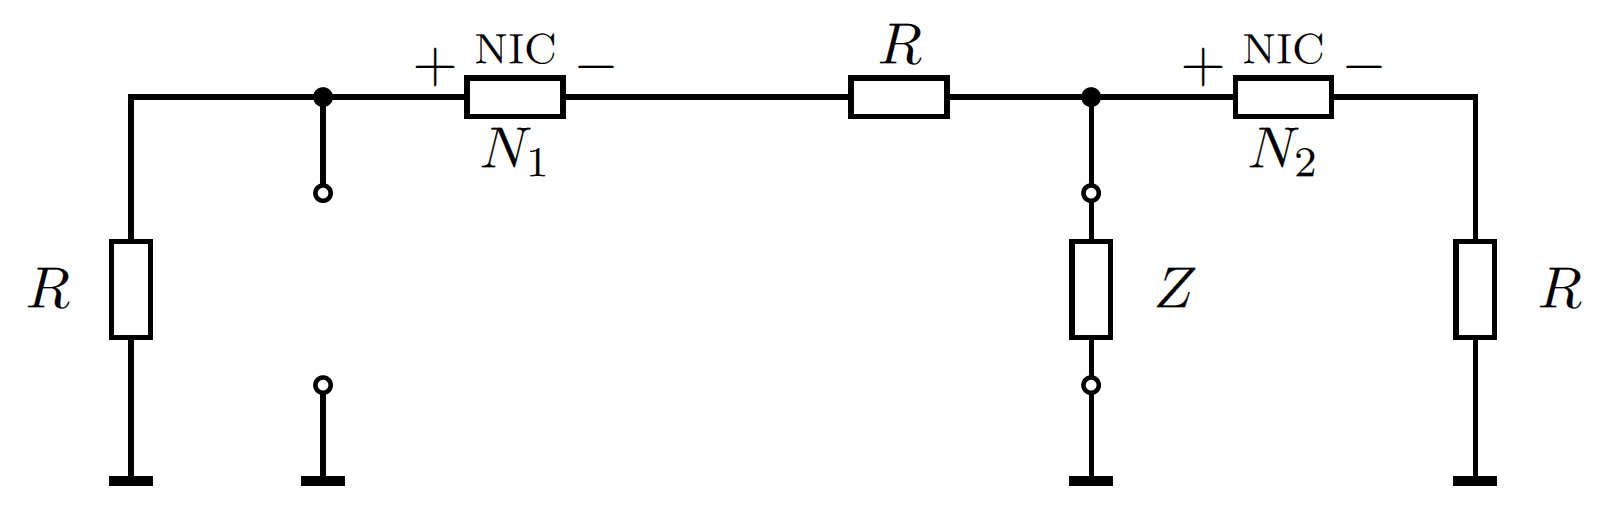 R
+ NIC −
+ NIC −
N₁
N₂
R
Z
R